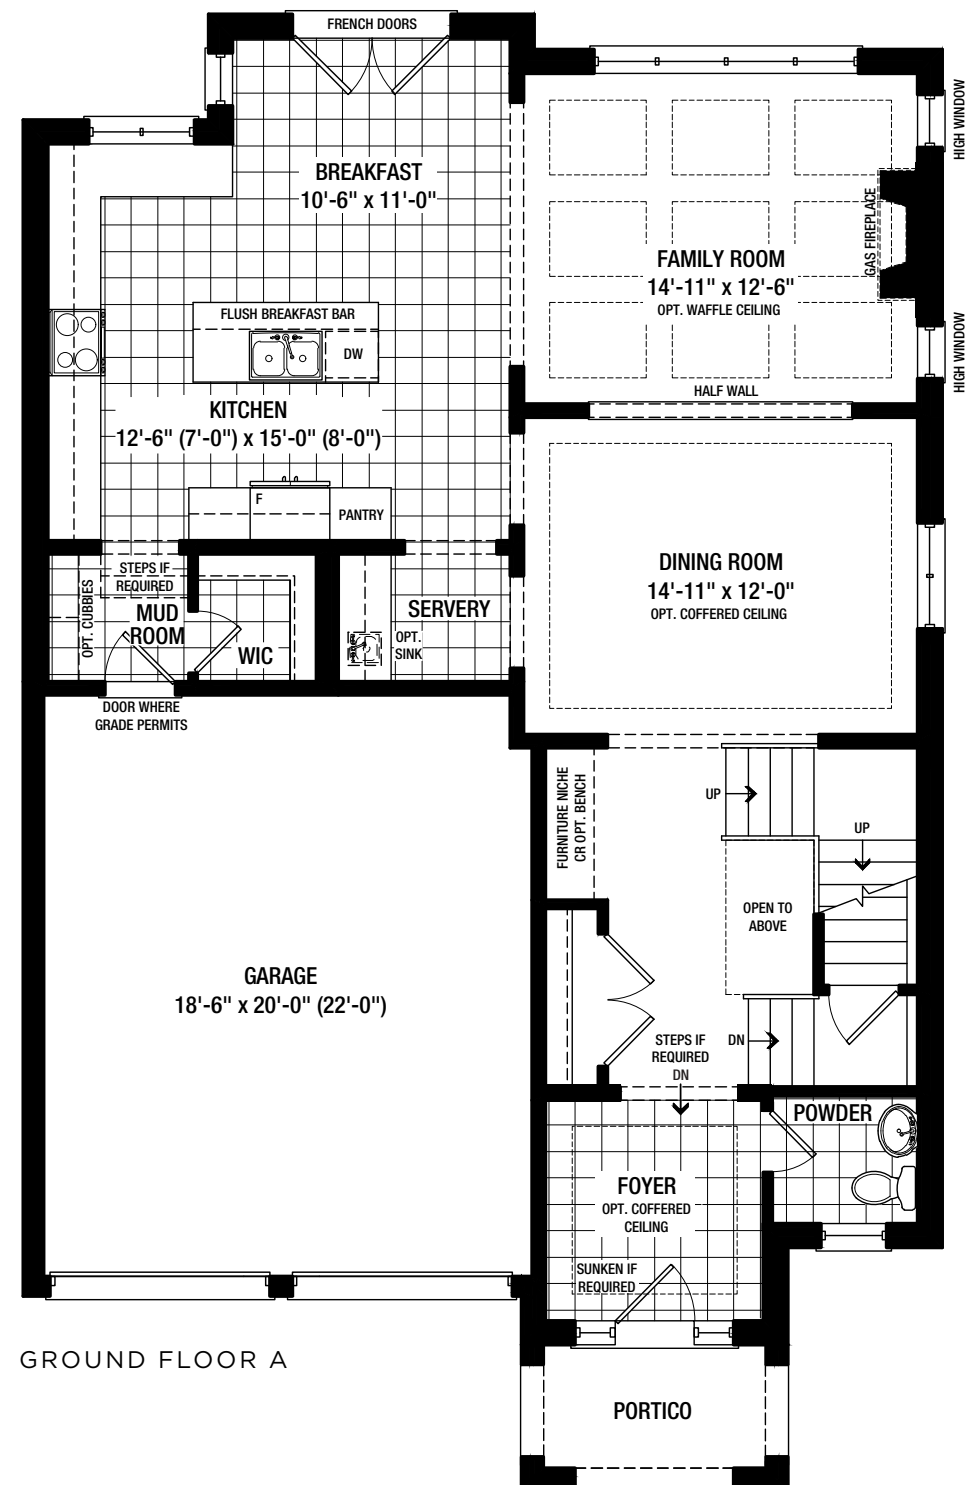 FRENCH DOORS
HIGH WINDOW
BREAKFAST
10'-6" x 11'-0"
GAS FIREPLACE
FAMILY ROOM
14'-11" x 12'-6"
OPT. WAFFLE CEILING
FLUSH BREAKFAST BAR
DW
HIGH WINDOW
HALF WALL
KITCHEN
12'-6" (7'-0") x 15'-0" (8'-0")
F
PANTRY
DINING ROOM
14'-11" x 12'-0"
OPT. COFFERED CEILING
STEPS IF
REQUIRED
OPT. CUBBIES
MUD
ROOM
WIC
SERVERY
OPT.
SINK
DOOR WHERE
GRADE PERMITS
FURNITURE NICHE
CR OPT. BENCH
UP
UP
OPEN TO
ABOVE
GARAGE
18'-6" x 20'-0" (22'-0")
STEPS IF
REQUIRED
DN
DN
POWDER
FOYER
OPT. COFFERED
CEILING
SUNKEN IF
REQUIRED
GROUND FLOOR A
PORTICO